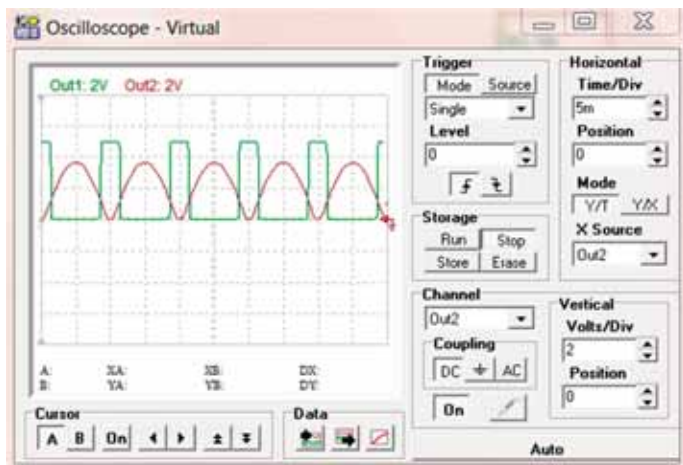 Oscilloscope - Virtual
Out1: 2V Out2: 2V
A: XA: XB: DX:
B: YA: YB: DY:
Cursor
A B On
Data
Trigger
Mode Source
Single
Level
0
Storage
Run Stop
Store Erase
Channel
Out2
Coupling
DC AC
On
Horizontal
Time/Div
5m
Position
0
Mode
Y/T Y/X
X Source
Out2
Vertical
Volts/Div
2
Position
0
Auto